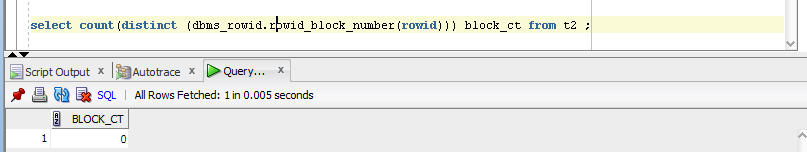 select count(distinct (dbms_rowid.rowid_block_number(rowid))) block_ct from t2 ;
Script Output x Autotrace x Query... x
SQL All Rows Fetched: 1 in 0.005 seconds
BLOCK_CT
1 0